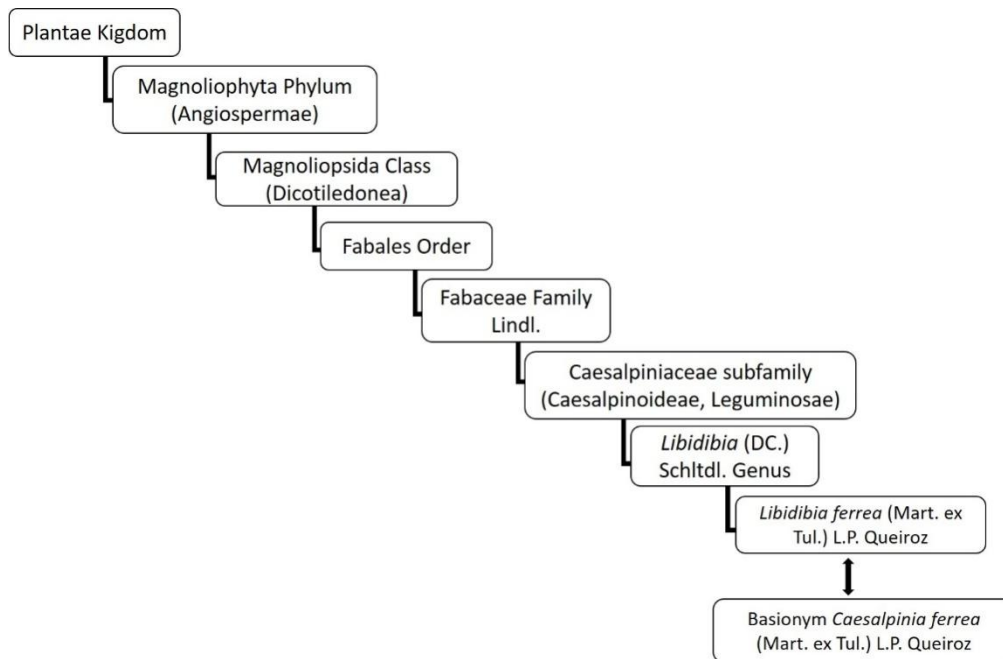 Plantae Kigdom
Magnoliophyta Phylum
(Angiospermae)
Magnoliopsida Class
(Dicotiledonea)
Fabales Order
Fabaceae Family
Lindl.
Caesalpiniaceae subfamily
(Caesalpinoideae, Leguminosae)
Libidibia (DC.)
Schltdl. Genus
Libidibia ferrea (Mart. ex
Tul.) L.P. Queiroz
Basionym Caesalpinia ferrea
(Mart. ex Tul.) L.P. Queiroz